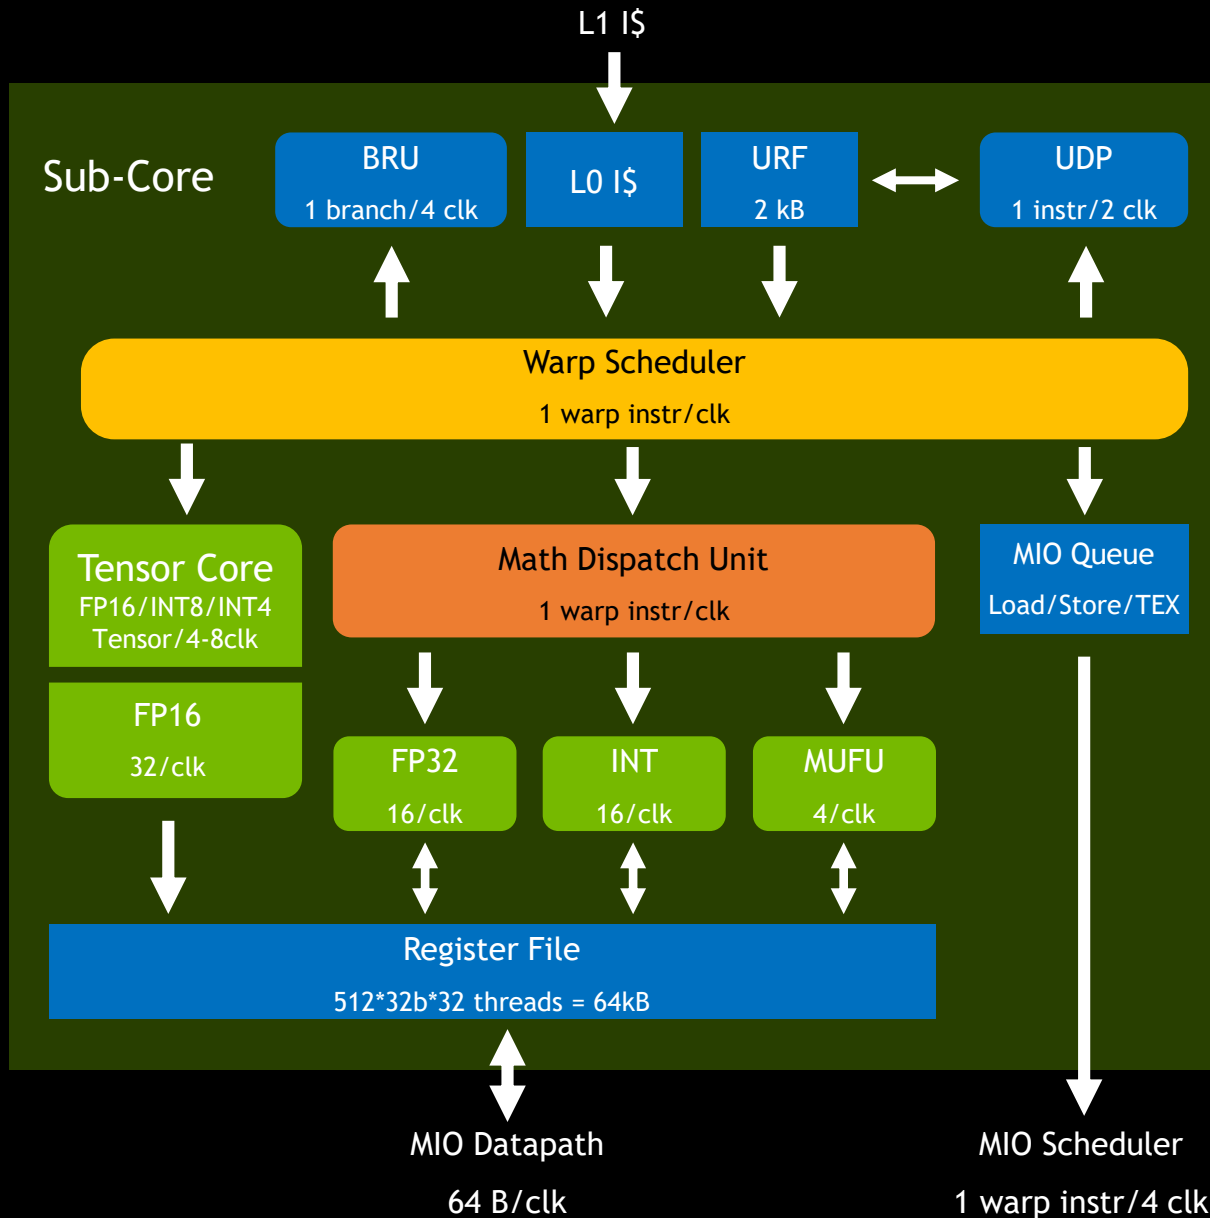 L1 I$
Sub-Core
BRU
1 branch/4 clk
L0 I$
URF
2 kB
UDP
1 instr/2 clk
Warp Scheduler
1 warp instr/clk
Tensor Core
FP16/INT8/INT4
Tensor/4-8clk
FP16
32/clk
Math Dispatch Unit
1 warp instr/clk
MIO Queue
Load/Store/TEX
FP32
16/clk
INT
16/clk
MUFU
4/clk
Register File
512*32b*32 threads = 64kB
MIO Datapath
64 B/clk
MIO Scheduler
1 warp instr/4 clk